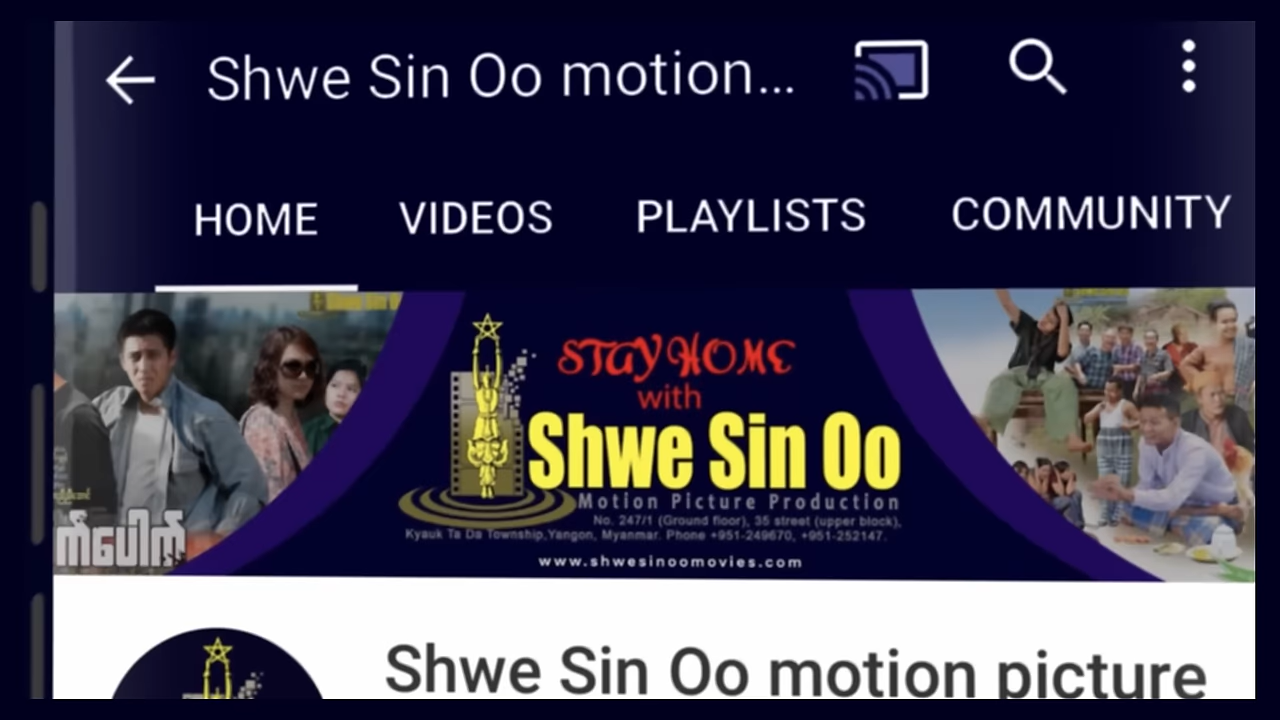 Shwe Sin Oo motion...
HOME VIDEOS PLAYLISTS COMMUNITY
STAY HOME
with
Shwe Sin Oo
Motion Picture Production
No. 247/1 (Ground floor), 35 street (upper block),
Kyauk Ta Da Township,Yangon, Myanmar. Phone +951-249670, +951-252147.
www.shwesinoomovies.com
Shwe Sin Oo motion picture